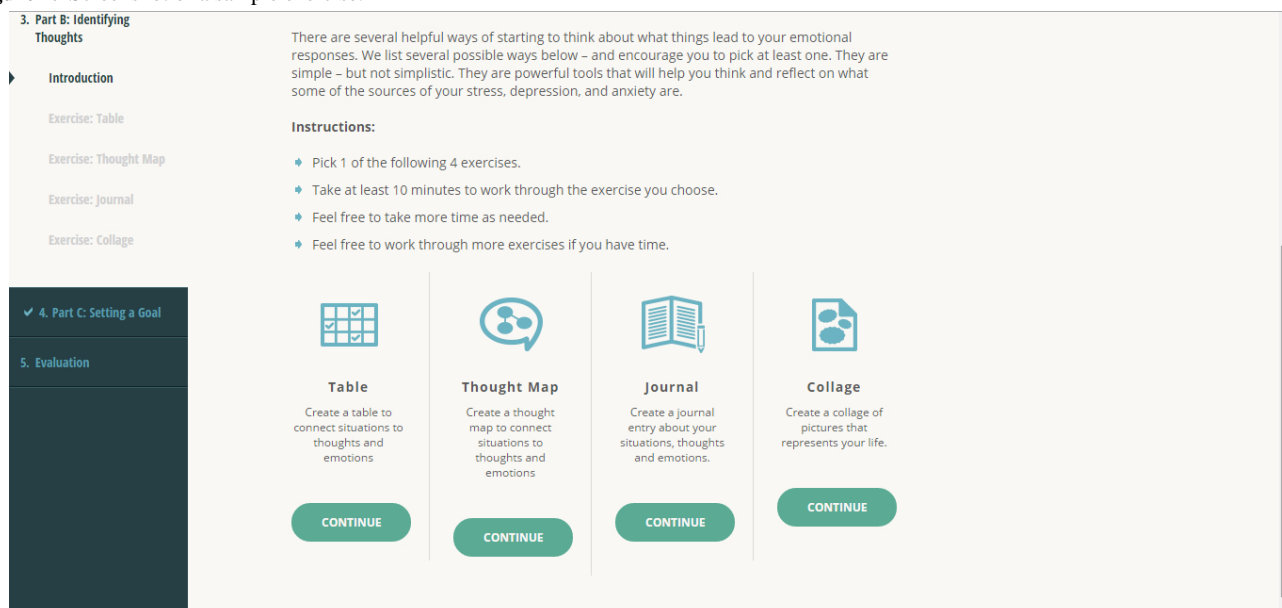 3. Part B: Identifying
Thoughts
Introduction
Exercise: Table
Exercise: Thought Map
Exercise: Journal
Exercise: Collage
4. Part C: Setting a Goal
5. Evaluation
There are several helpful ways of starting to think about what things lead to your emotional
responses. We list several possible ways below – and encourage you to pick at least one. They are
simple – but not simplistic. They are powerful tools that will help you think and reflect on what
some of the sources of your stress, depression, and anxiety are.
Instructions:
Pick 1 of the following 4 exercises.
Take at least 10 minutes to work through the exercise you choose.
Feel free to take more time as needed.
Feel free to work through more exercises if you have time.
Table
Create a table to
connect situations to
thoughts and
emotions
CONTINUE
Thought Map
Create a thought
map to connect
situations to
thoughts and
emotions
CONTINUE
Journal
Create a journal
entry about your
situations, thoughts
and emotions.
CONTINUE
Collage
Create a collage of
pictures that
represents your life.
CONTINUE